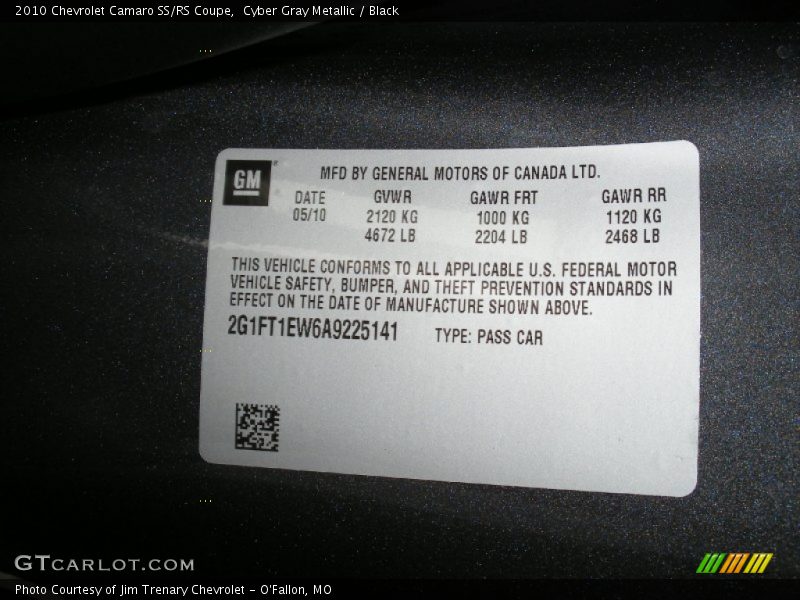 2010 Chevrolet Camaro SS/RS Coupe,  Cyber Gray Metallic / Black
GM
MFD BY GENERAL MOTORS OF CANADA LTD.
DATE GVWR GAWR FRT GAWR RR
05/10 2120 KG 1000 KG 1120 KG
4672 LB 2204 LB 2468 LB
THIS VEHICLE CONFORMS TO ALL APPLICABLE U.S. FEDERAL MOTOR
VEHICLE SAFETY, BUMPER, AND THEFT PREVENTION STANDARDS IN
EFFECT ON THE DATE OF MANUFACTURE SHOWN ABOVE.
2G1FT1EW6A9225141 TYPE: PASS CAR
GTCARLOT.COM
Photo Courtesy of Jim Trenary Chevrolet - O'Fallon, MO